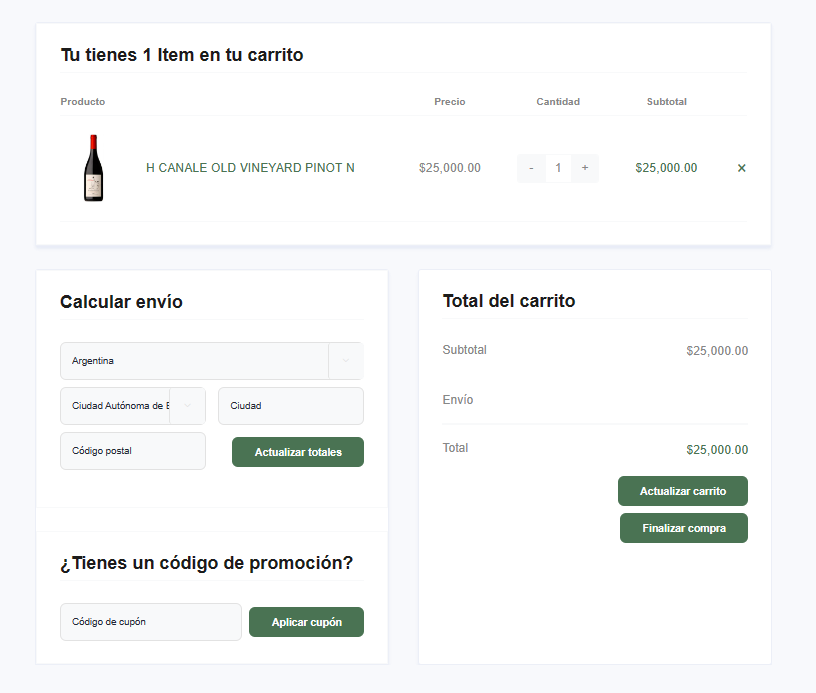 Tu tienes 1 Item en tu carrito
Producto Precio Cantidad Subtotal
H CANALE OLD VINEYARD PINOT N $25,000.00 - 1 + $25,000.00 ×
Calcular envío
Argentina
Ciudad Autónoma de Ciudad
Código postal Actualizar totales
¿Tienes un código de promoción?
Código de cupón Aplicar cupón
Total del carrito
Subtotal $25,000.00
Envío
Total $25,000.00
Actualizar carrito
Finalizar compra